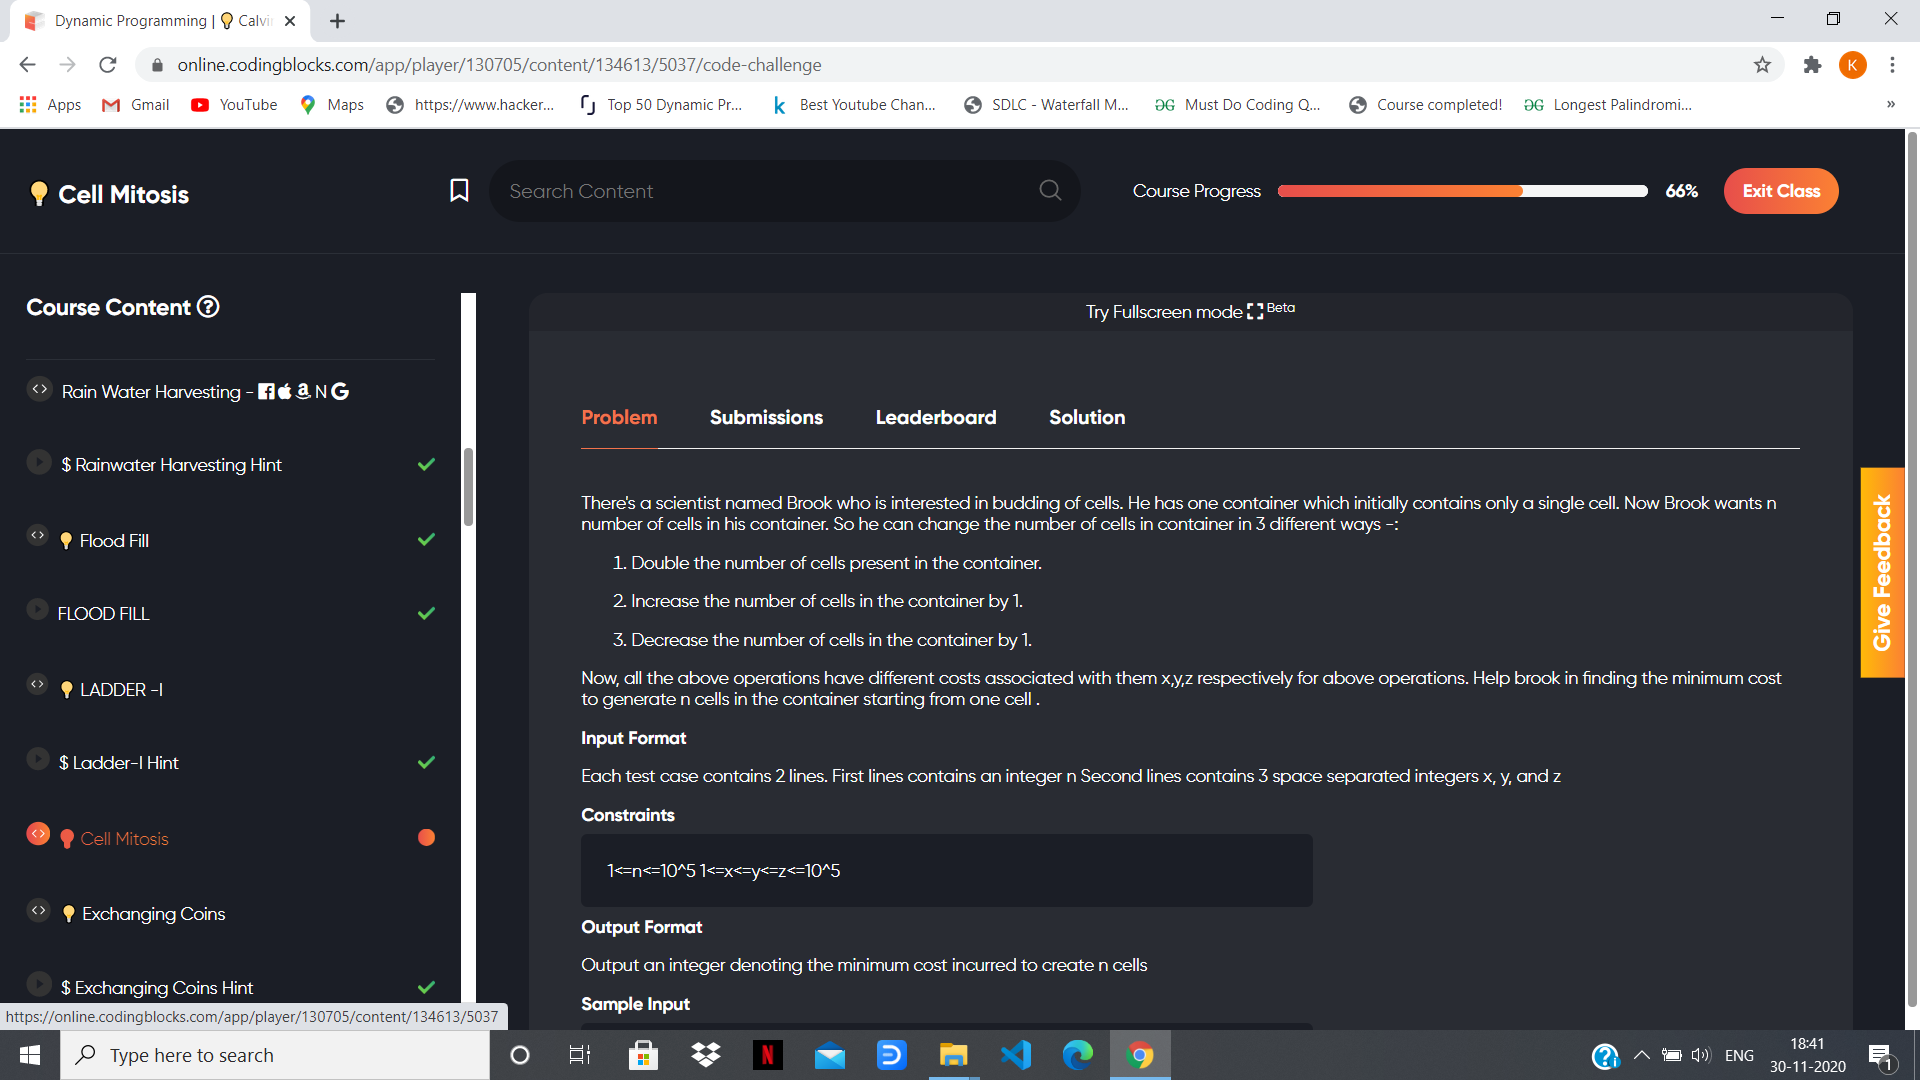 Dynamic Programming | Calvi
online.codingblocks.com/app/player/130705/content/134613/5037/code-challenge
K
Apps Gmail YouTube Maps https://www.hacker... Top 50 Dynamic Pr... Best Youtube Chan... SDLC - Waterfall M... Must Do Coding Q... Course completed! Longest Palindromi... »
Cell Mitosis
Search Content
Course Progress 66% Exit Class
Course Content
Try Fullscreen mode Beta
Rain Water Harvesting - N
$ Rainwater Harvesting Hint
Flood Fill
FLOOD FILL
LADDER -I
$ Ladder-I Hint
Cell Mitosis
Exchanging Coins
$ Exchanging Coins Hint
https://online.codingblocks.com/app/player/130705/content/134613/5037
Problem Submissions Leaderboard Solution
There's a scientist named Brook who is interested in budding of cells. He has one container which initially contains only a single cell. Now Brook wants n
number of cells in his container. So he can change the number of cells in container in 3 different ways -:
1. Double the number of cells present in the container.
2. Increase the number of cells in the container by 1.
3. Decrease the number of cells in the container by 1.
Now, all the above operations have different costs associated with them x,y,z respectively for above operations. Help brook in finding the minimum cost
to generate n cells in the container starting from one cell .
Input Format
Each test case contains 2 lines. First lines contains an integer n Second lines contains 3 space separated integers x, y, and z
Constraints
1<=n<=10^5 1<=x<=y<=z<=10^5
Output Format
Output an integer denoting the minimum cost incurred to create n cells
Sample Input
Give Feedback
Type here to search
ENG
18:41
30-11-2020
1